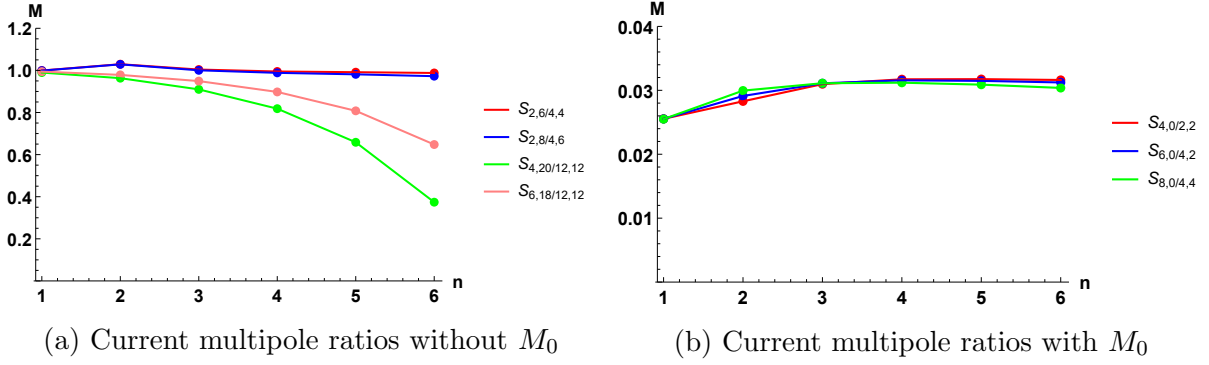 M
1.2
1.0
0.8
0.6
0.4
0.2
1 2 3 4 5 6 n
S2,6/4,4
S2,8/4,6
S4,20/12,12
S6,18/12,12
(a) Current multipole ratios without M0
M
0.04
0.03
0.02
0.01
1 2 3 4 5 6 n
S4,0/2,2
S6,0/4,2
S8,0/4,4
(b) Current multipole ratios with M0